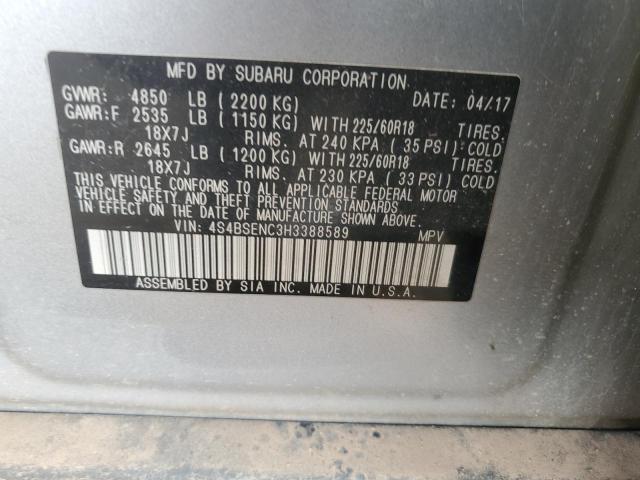 MFD BY SUBARU CORPORATION
GVWR: 4850 LB (2200 KG) DATE: 04/17
GAWR:F 2535 LB (1150 KG) WITH 225/60R18 TIRES.
18X7J RIMS. AT 240 KPA (35 PSI) COLD
GAWR:R 2645 LB (1200 KG) WITH 225/60R18 TIRES.
18X7J RIMS. AT 230 KPA (33 PSI) COLD
THIS VEHICLE CONFORMS TO ALL APPLICABLE FEDERAL MOTOR
VEHICLE SAFETY AND THEFT PREVENTION STANDARDS
IN EFFECT ON THE DATE OF MANUFACTURE SHOWN ABOVE.
VIN: 4S4BSENC3H3388589 MPV
ASSEMBLED BY SIA INC. MADE IN U.S.A.